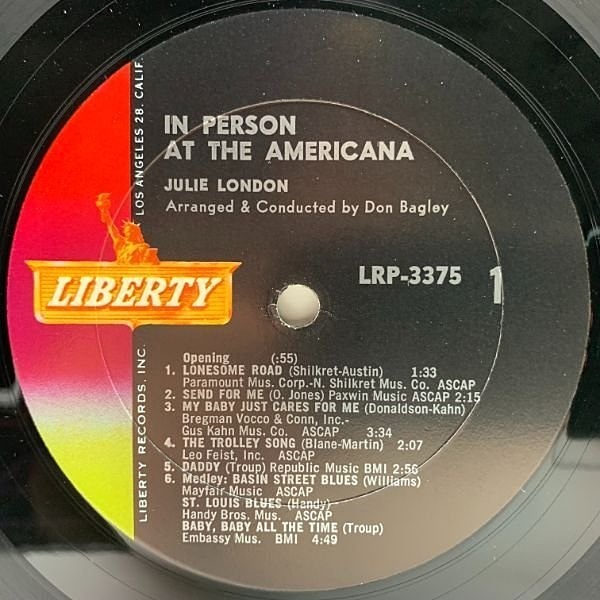 IN PERSON
AT THE AMERICANA
JULIE LONDON
Arranged & Conducted by Don Bagley
LOS ANGELES 28, CALIF.
LIBERTY
LRP-3375 1
LIBERTY RECORDS, INC.
Opening (:55)
1. LONESOME ROAD (Shilkret-Austin) 1:33
Paramount Mus. Corp.-N. Shilkret Mus. Co. ASCAP
2. SEND FOR ME (O. Jones) Paxwin Music ASCAP 2:15
3. MY BABY JUST CARES FOR ME (Donaldson-Kahn)
Bregman Vocco & Conn, Inc.-
Gus Kahn Mus. Co. ASCAP 3:34
4. THE TROLLEY SONG (Blane-Martin) 2:07
Leo Feist, Inc. ASCAP
5. DADDY (Troup) Republic Music BMI 2:56
6. Medley: BASIN STREET BLUES (Williams)
Mayfair Music ASCAP
ST. LOUIS BLUES (Handy)
Handy Bros. Mus. ASCAP
BABY, BABY ALL THE TIME (Troup)
Embassy Mus. BMI 4:49